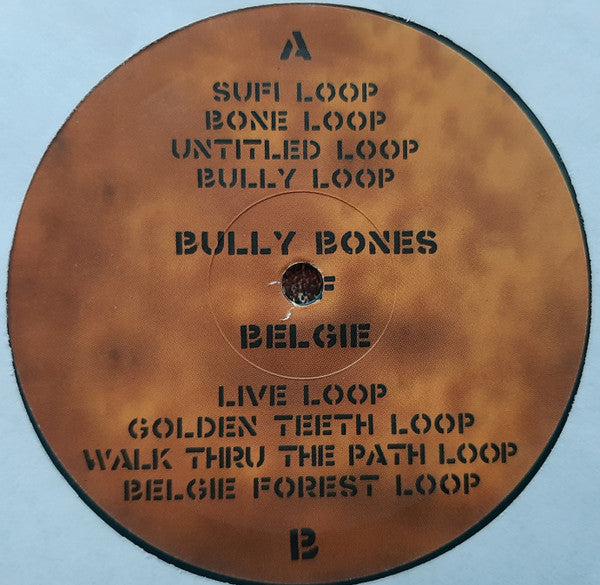 A
SUFI LOOP
BONE LOOP
UNTITLED LOOP
BULLY LOOP
BULLY BONES
BELGIE
LIVE LOOP
GOLDEN TEETH LOOP
WALK THRU THE PATH LOOP
BELGIE FOREST LOOP
B